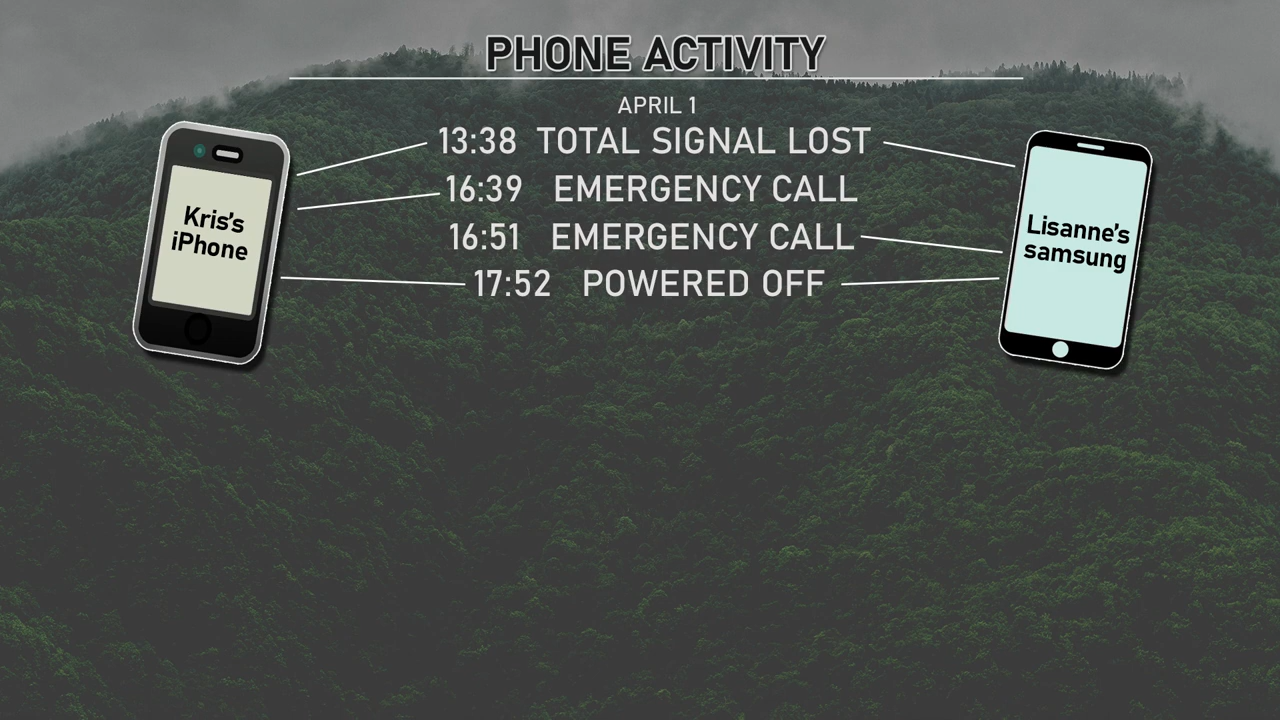 PHONE ACTIVITY
APRIL 1
13:38 TOTAL SIGNAL LOST
16:39 EMERGENCY CALL
16:51 EMERGENCY CALL
17:52 POWERED OFF
Kris's
iPhone
Lisanne's
samsung